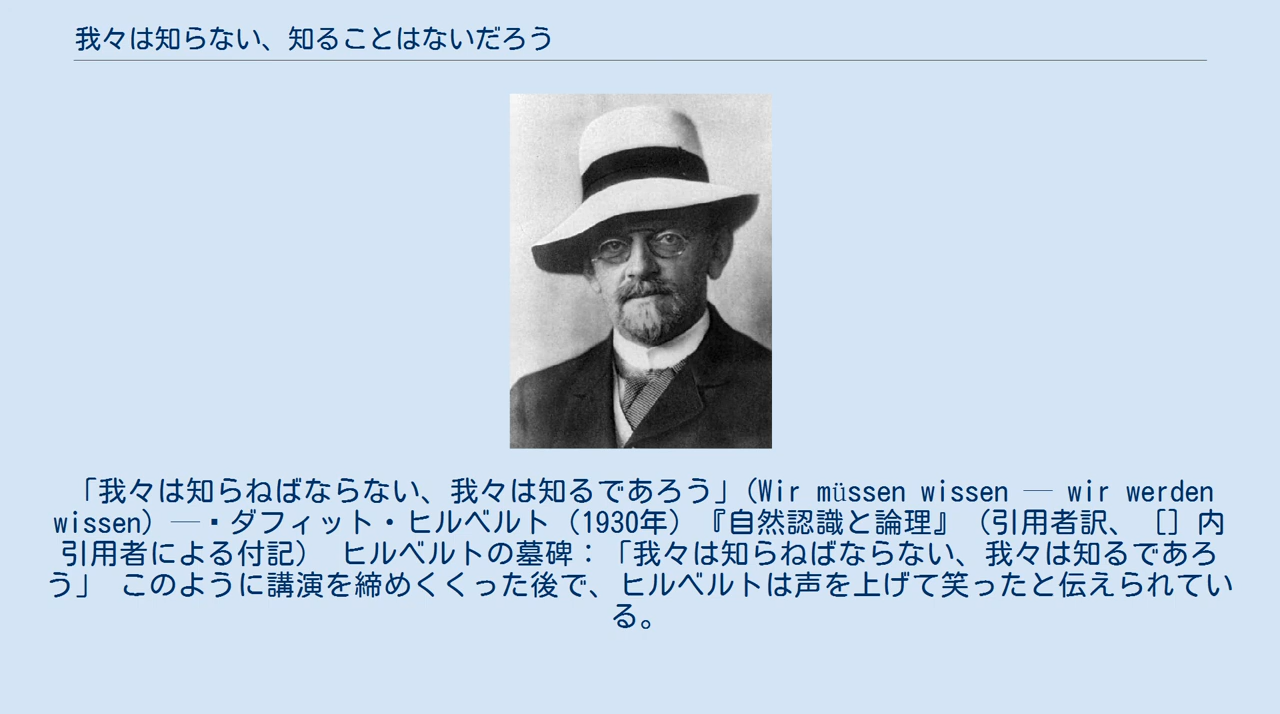 我々は知らない、知ることはないだろう
「我々は知らねばならない、我々は知るであろう」(Wir müssen wissen ― wir werden
wissen) ―▪ダフィット・ヒルベルト (1930年) 『自然認識と論理』 (引用者訳、 [] 内
引用者による付記) ヒルベルトの墓碑：「我々は知らねばならない、我々は知るであろ
う」 このように講演を締めくくった後で、ヒルベルトは声を上げて笑ったと伝えられてい
る。